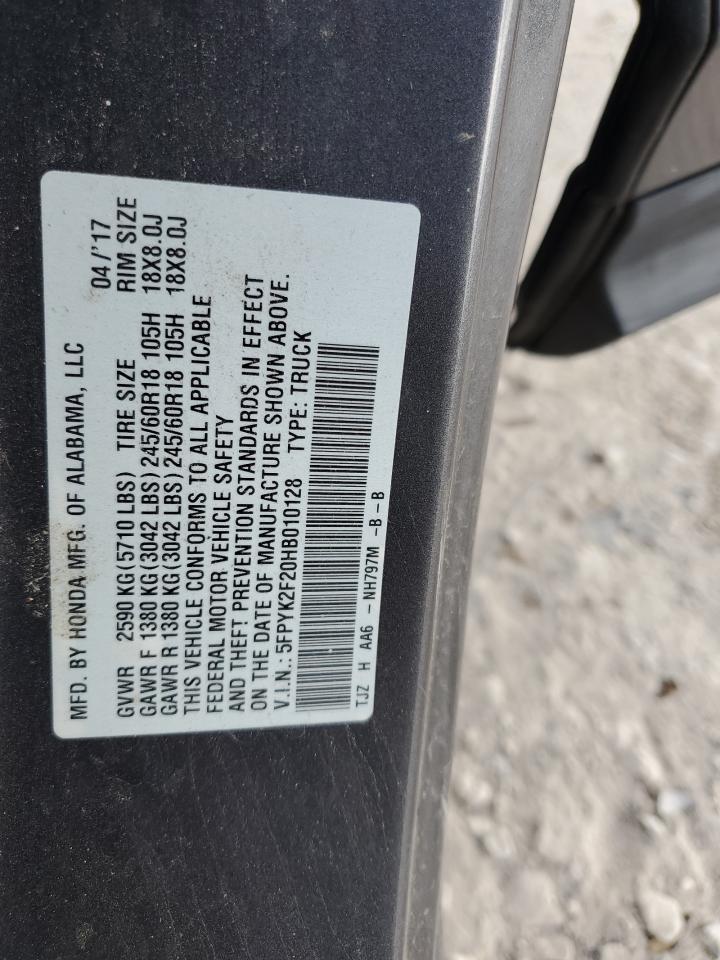 MFD. BY HONDA MFG. OF ALABAMA, LLC 04/'17
GVWR 2590 KG(5710 LBS) TIRE SIZE RIM SIZE
GAWR F 1380 KG(3042 LBS) 245/60R18 105H 18X8.0J
GAWR R 1380 KG(3042 LBS) 245/60R18 105H 18X8.0J
THIS VEHICLE CONFORMS TO ALL APPLICABLE
FEDERAL MOTOR VEHICLE SAFETY
AND THEFT PREVENTION STANDARDS IN EFFECT
ON THE DATE OF MANUFACTURE SHOWN ABOVE.
V.I.N.: 5FPYK2F20HB010128 TYPE: TRUCK
TJZ H AA6 - NH797M -B-B